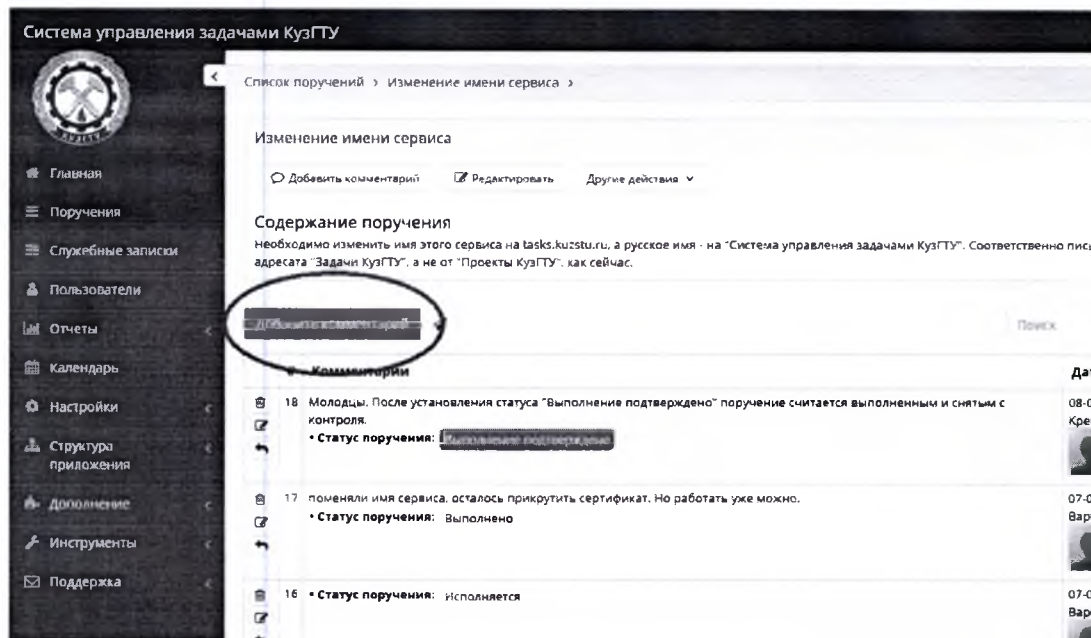 Система управления задачами КузГТУ
КУЗГТУ
Список поручений > Изменение имени сервиса >
Изменение имени сервиса
Главная
Добавить комментарий Редактировать Другие действия
Поручения
Содержание поручения
Необходимо изменить имя этого сервиса на tasks.kuzstu.ru, а русское имя - на "Система управления задачами КузГТУ". Соответственно пись
Служебные записки
адресата "Задачи КузГТУ", а не от "Проекты КузГТУ", как сейчас.
Пользователи
Отчеты
Добавить комментарий
Поиск
Календарь
# Комментарии Дат
Настройки
18 Молодцы. После установления статуса "Выполнение подтверждено" поручение считается выполненным и снятым с
контроля.
08-0
Кре
• Статус поручения: Выполнение подтверждено
Структура
приложения
Дополнение
17 поменяли имя сервиса. осталось прикрутить сертификат. Но работать уже можно.
• Статус поручения: Выполнено
07-0
Вар
Инструменты
Поддержка
16 • Статус поручения: Исполняется
07-0
Вар